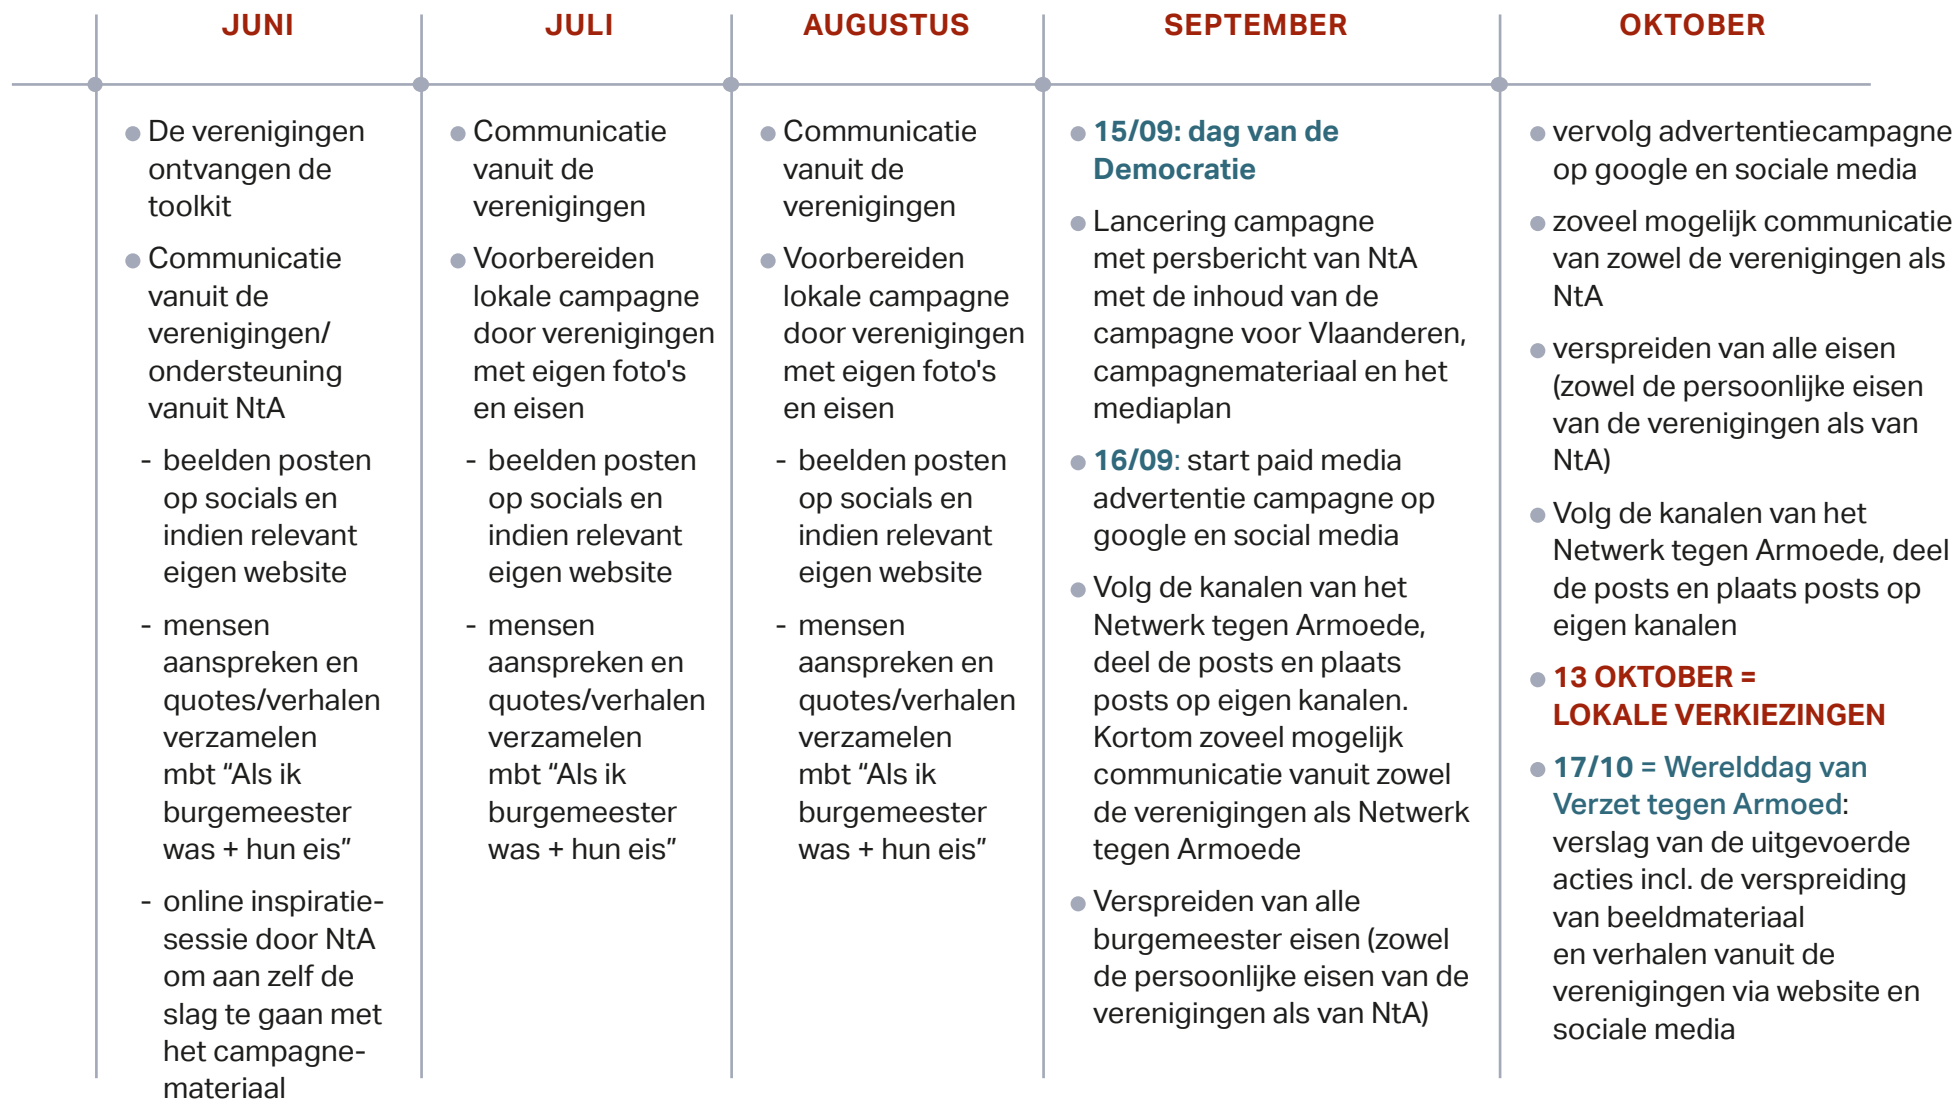 JUNI
De verenigingen
ontvangen de
toolkit
Communicatie
vanuit de
verenigingen/
ondersteuning
vanuit NtA
- beelden posten
op socials en
indien relevant
eigen website
- mensen
aanspreken en
quotes/verhalen
verzamelen
mbt “Als ik
burgemeester
was + hun eis”
- online inspiratie-
sessie door NtA
om aan zelf de
slag te gaan met
het campagne-
materiaal
JULI
Communicatie
vanuit de
verenigingen
Voorbereiden
lokale campagne
door verenigingen
met eigen foto's
en eisen
- beelden posten
op socials en
indien relevant
eigen website
- mensen
aanspreken en
quotes/verhalen
verzamelen
mbt “Als ik
burgemeester
was + hun eis”
AUGUSTUS
Communicatie
vanuit de
verenigingen
Voorbereiden
lokale campagne
door verenigingen
met eigen foto's
en eisen
- beelden posten
op socials en
indien relevant
eigen website
- mensen
aanspreken en
quotes/verhalen
verzamelen
mbt “Als ik
burgemeester
was + hun eis”
SEPTEMBER
15/09: dag van de
Democratie
Lancering campagne
met persbericht van NtA
met de inhoud van de
campagne voor Vlaanderen,
campagnemateriaal en het
mediaplan
16/09: start paid media
advertentie campagne op
google en social media
Volg de kanalen van het
Netwerk tegen Armoede,
deel de posts en plaats
posts op eigen kanalen.
Kortom zoveel mogelijk
communicatie vanuit zowel
de verenigingen als Netwerk
tegen Armoede
Verspreiden van alle
burgemeester eisen (zowel
de persoonlijke eisen van de
verenigingen als van NtA)
OKTOBER
vervolg advertentiecampagne
op google en sociale media
zoveel mogelijk communicatie
van zowel de verenigingen als
NtA
verspreiden van alle eisen
(zowel de persoonlijke eisen
van de verenigingen als van
NtA)
Volg de kanalen van het
Netwerk tegen Armoede, deel
de posts en plaats posts op
eigen kanalen
13 OKTOBER =
LOKALE VERKIEZINGEN
17/10 = Werelddag van
Verzet tegen Armoed:
verslag van de uitgevoerde
acties incl. de verspreiding
van beeldmateriaal
en verhalen vanuit de
verenigingen via website en
sociale media